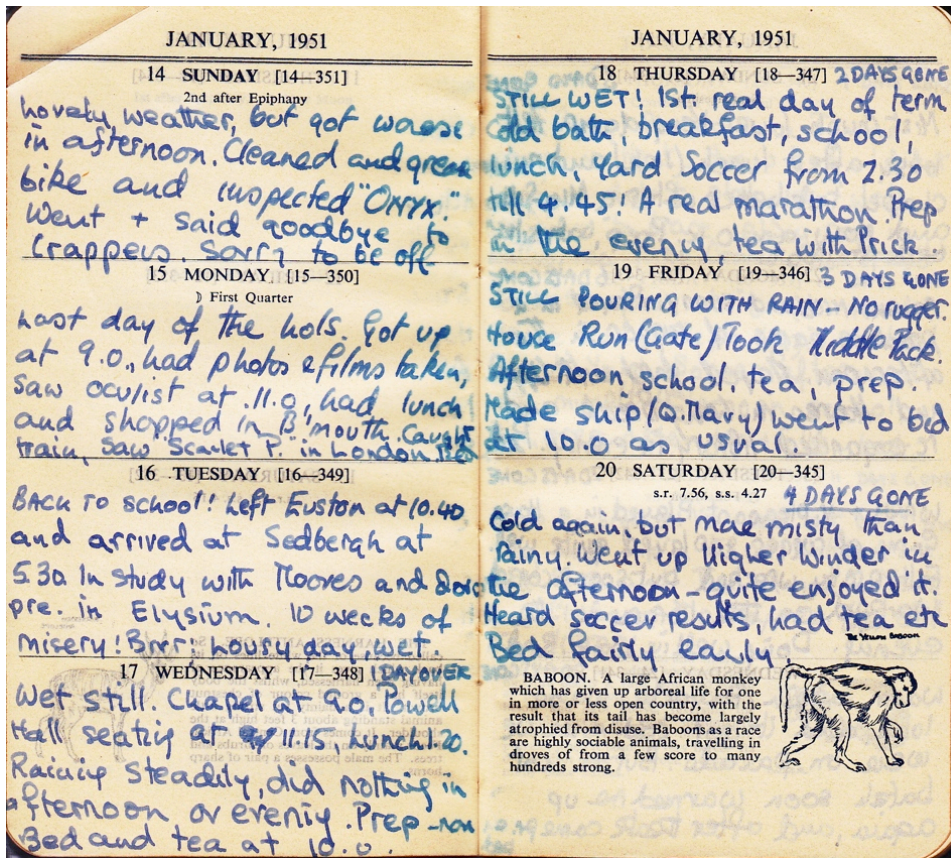 JANUARY, 1951
14 SUNDAY [14—351]
2nd after Epiphany
Lovely weather, but got worse
in afternoon. Cleaned and
bike and inspected "ONYX."
Went + said goodbye to
Crappers. Sorry to be off
15 MONDAY [15—350]
☽ First Quarter
Last day of the hols. Got up
at 9.0, had photos & films taken,
saw oculist at 11.0, had lunch
and shopped in B'mouth. Caught
train, saw "Scarlet P." in London.
16 TUESDAY [16—349]
BACK TO SCHOOL! Left Euston at 10.40
and arrived at Sedbergh at
5.30. In study with and
pre. in Elysium. 10 weeks of
misery! Brrr! lousy, day, wet.
17 WEDNESDAY [17—348] 1 DAY OVER
Wet still. Chapel at 9.0, Powell
Hall seating at 11.15 lunch 1.20.
Raining steadily, did nothing in
afternoon or evening. Prep
Bed and tea at 10.0.
JANUARY, 1951
18 THURSDAY [18—347] 2 DAYS GONE
STILL WET! 1st. real day of term
Cold bath, breakfast, school,
lunch, Yard Soccer from 2.30
till 4.45! A real marathon. Prep
in the evening, tea with Prick.
19 FRIDAY [19—346] 3 DAYS GONE
STILL POURING WITH RAIN - No rugger.
House Run (Gate) Took Middle Pack.
Afternoon school, tea, prep.
Made ship (Q. Mary) went to bed
at 10.0 as usual.
20 SATURDAY [20—345]
s.r. 7.56, s.s. 4.27 4 DAYS GONE
Cold again, but more misty than
rainy. Went up Higher Winder in
the afternoon - quite enjoyed it.
Heard soccer results, had tea etc
Bed fairly early
The Young Baboon
BABOON. A large African monkey
which has given up arboreal life for one
in more or less open country, with the
result that its tail has become largely
atrophied from disuse. Baboons as a race
are highly sociable animals, travelling in
droves of from a few score to many
hundreds strong.